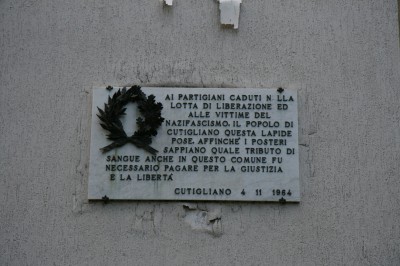 AI PARTIGIANI CADUTI N LLA
LOTTA DI LIBERAZIONE ED
ALLE VITTIME DEL
NAZIFASCISMO. IL POPOLO DI
CUTIGLIANO QUESTA LAPIDE
POSE. AFFINCHE' I POSTERI
SAPPIANO QUALE TRIBUTO DI
SANGUE ANCHE IN QUESTO COMUNE FU
NECESSARIO PAGARE PER LA GIUSTIZIA
E LA LIBERTA'
CUTIGLIANO 4 11 1984